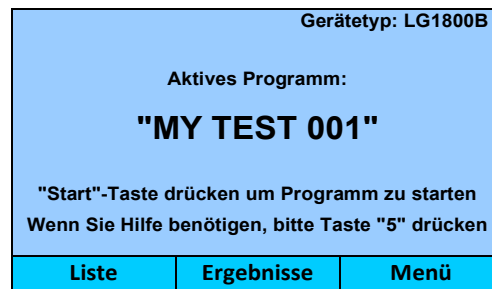 Gerätetyp: LG1800B
Aktives Programm:
"MY TEST 001"
"Start"-Taste drücken um Programm zu starten
Wenn Sie Hilfe benötigen, bitte Taste "5" drücken
Liste Ergebnisse Menü